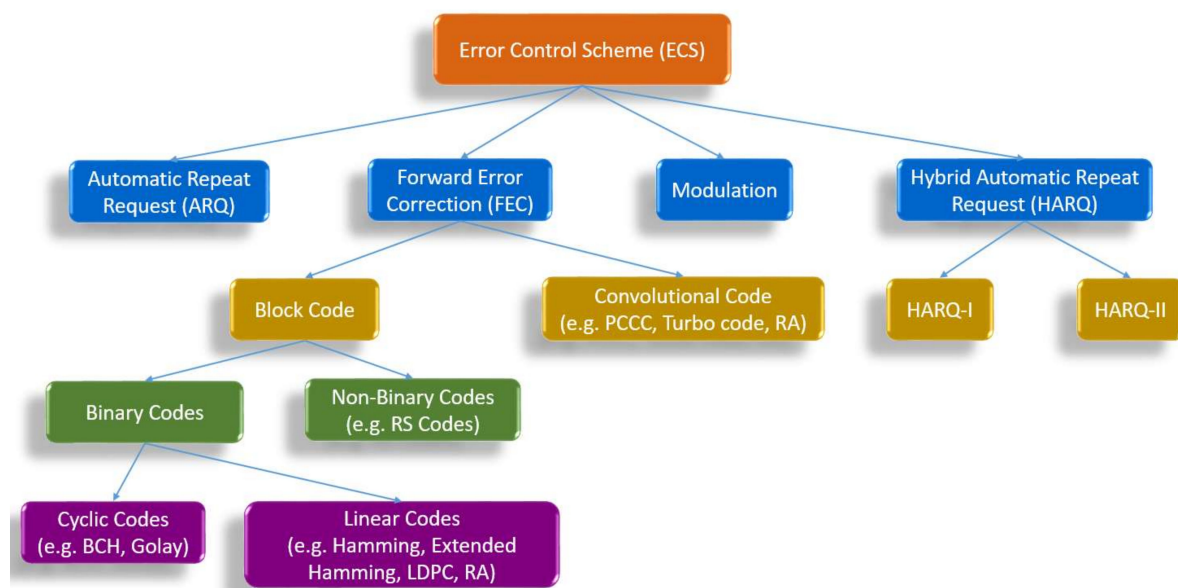 Error Control Scheme (ECS)
Automatic Repeat
Request (ARQ)
Forward Error
Correction (FEC)
Modulation
Hybrid Automatic Repeat
Request (HARQ)
Block Code
Convolutional Code
(e.g. PCCC, Turbo code, RA)
HARQ-I
HARQ-II
Binary Codes
Non-Binary Codes
(e.g. RS Codes)
Cyclic Codes
(e.g. BCH, Golay)
Linear Codes
(e.g. Hamming, Extended
Hamming, LDPC, RA)